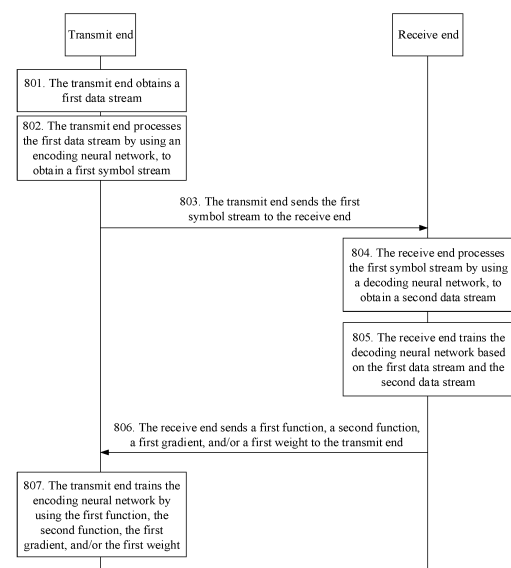 Transmit end
Receive end
801. The transmit end obtains a
first data stream
802. The transmit end processes
the first data stream by using an
encoding neural network, to
obtain a first symbol stream
803. The transmit end sends the first
symbol stream to the receive end
804. The receive end processes
the first symbol stream by using
a decoding neural network, to
obtain a second data stream
805. The receive end trains the
decoding neural network based
on the first data stream and the
second data stream
806. The receive end sends a first function, a second function,
a first gradient, and/or a first weight to the transmit end
807. The transmit end trains the
encoding neural network by
using the first function, the
second function, the first
gradient, and/or the first weight